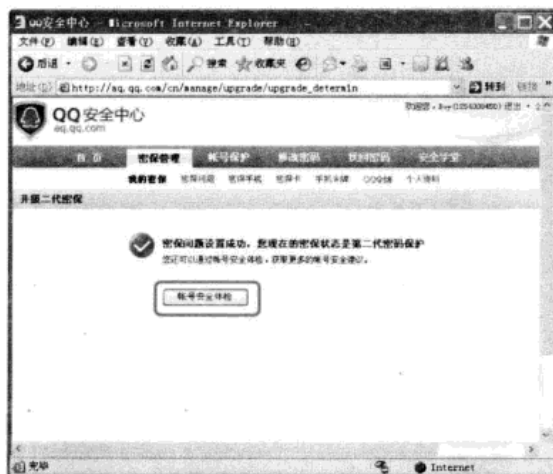 QQ安全中心 - Microsoft Internet Explorer
文件(F) 编辑(E) 查看(V) 收藏(A) 工具(T) 帮助(H)
后退 搜索 收藏夹
地址(D) http://aq.qq.com/cn/manage/upgrade/upgrade_determin 转到 链接 »
QQ安全中心
aq.qq.com
首页 密保管理 帐号保护 修改密码 找回密码 安全学堂
我的密保 密保问题 密保手机 密保卡 手机令牌 个人资料
升级二代密保
密保问题设置成功，您现在的密保状态是第二代密码保护
您还可以通过帐号安全体检，获取更多的帐号安全建议。
帐号安全体检
完毕 Internet